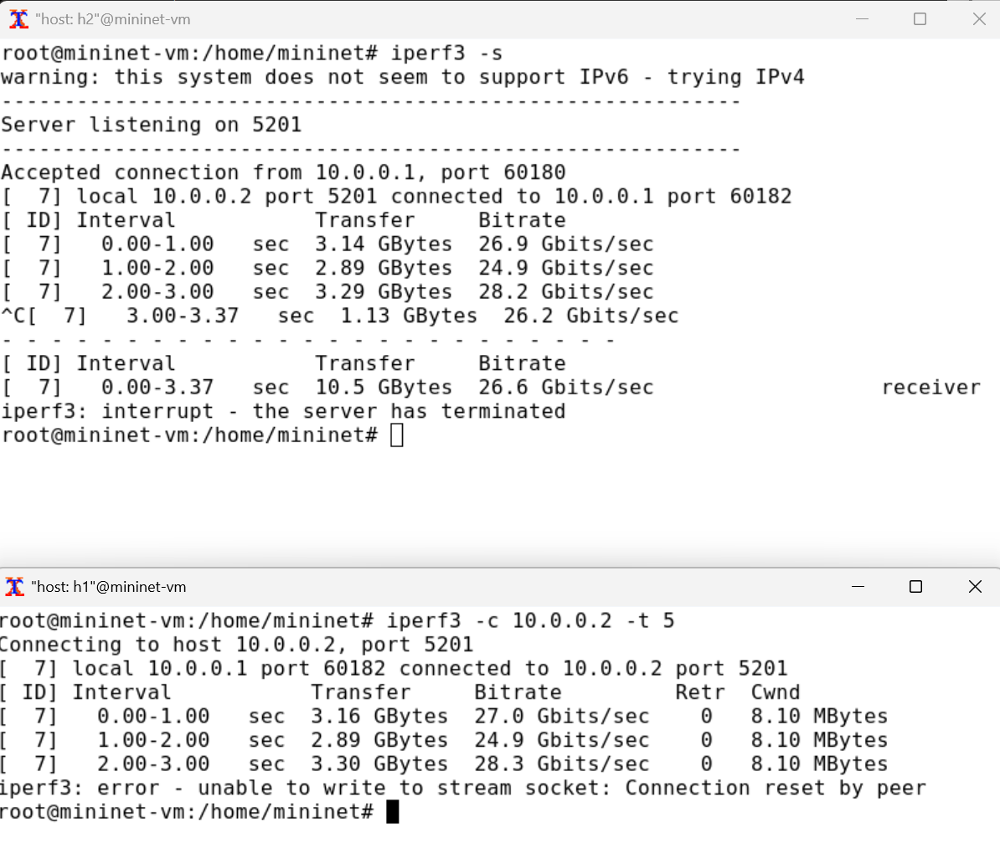 "host: h2"@mininet-vm
root@mininet-vm:/home/mininet# iperf3 -s
warning: this system does not seem to support IPv6 - trying IPv4
-----------------------------------------------------------
Server listening on 5201
-----------------------------------------------------------
Accepted connection from 10.0.0.1, port 60180
[  7] local 10.0.0.2 port 5201 connected to 10.0.0.1 port 60182
[ ID] Interval           Transfer     Bitrate
[  7]   0.00-1.00   sec  3.14 GBytes  26.9 Gbits/sec
[  7]   1.00-2.00   sec  2.89 GBytes  24.9 Gbits/sec
[  7]   2.00-3.00   sec  3.29 GBytes  28.2 Gbits/sec
^C[  7]   3.00-3.37   sec  1.13 GBytes  26.2 Gbits/sec
- - - - - - - - - - - - - - - - - - - - - - - - -
[ ID] Interval           Transfer     Bitrate
[  7]   0.00-3.37   sec  10.5 GBytes  26.6 Gbits/sec                  receiver
iperf3: interrupt - the server has terminated
root@mininet-vm:/home/mininet#
"host: h1"@mininet-vm
root@mininet-vm:/home/mininet# iperf3 -c 10.0.0.2 -t 5
Connecting to host 10.0.0.2, port 5201
[  7] local 10.0.0.1 port 60182 connected to 10.0.0.2 port 5201
[ ID] Interval           Transfer     Bitrate         Retr  Cwnd
[  7]   0.00-1.00   sec  3.16 GBytes  27.0 Gbits/sec    0   8.10 MBytes
[  7]   1.00-2.00   sec  2.89 GBytes  24.9 Gbits/sec    0   8.10 MBytes
[  7]   2.00-3.00   sec  3.30 GBytes  28.3 Gbits/sec    0   8.10 MBytes
iperf3: error - unable to write to stream socket: Connection reset by peer
root@mininet-vm:/home/mininet#